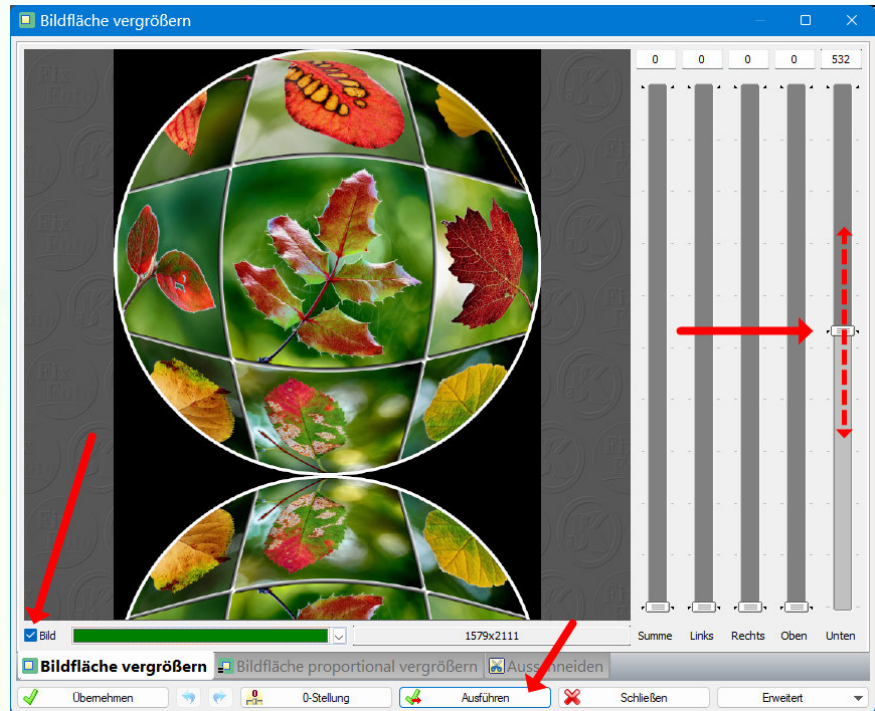 Bildfläche vergrößern
0 0 0 0 532
Bild 1579x2111 Summe Links Rechts Oben Unten
Bildfläche vergrößern Bildfläche proportional vergrößern Ausschneiden
Übernehmen 0 0-Stellung Ausführen Schließen Erweitert